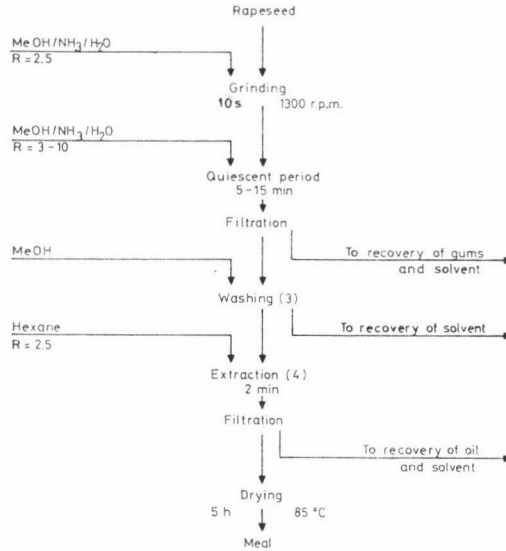 Rapeseed
MeOH/NH3/H2O
R = 2.5
Grinding
10s 1300 r.p.m.
MeOH/NH3/H2O
R = 3-10
Quiescent period
5-15 min
Filtration
To recovery of gums
and solvent
MeOH
Washing (3)
To recovery of solvent
Hexane
R = 2.5
Extraction (4)
2 min
Filtration
To recovery of oil
and solvent
Drying
5 h 85 °C
Meal